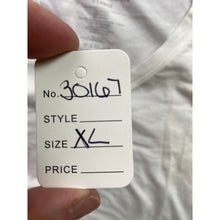 No. 30167
STYLE
SIZE XL
PRICE